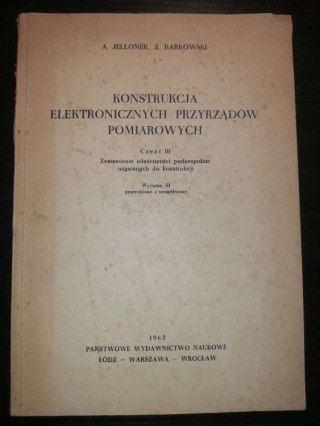 A. JELLONEK, Z. KARKOWSKI
KONSTRUKCJA
ELEKTRONICZNYCH PRZYRZĄDÓW
POMIAROWYCH
Część III
Zestawienie właściwości podzespołów
używanych do konstrukcji
Wydanie III
przerobione i uzupełnione
1962
PAŃSTWOWE WYDAWNICTWO NAUKOWE
ŁÓDŹ – WARSZAWA – WROCŁAW